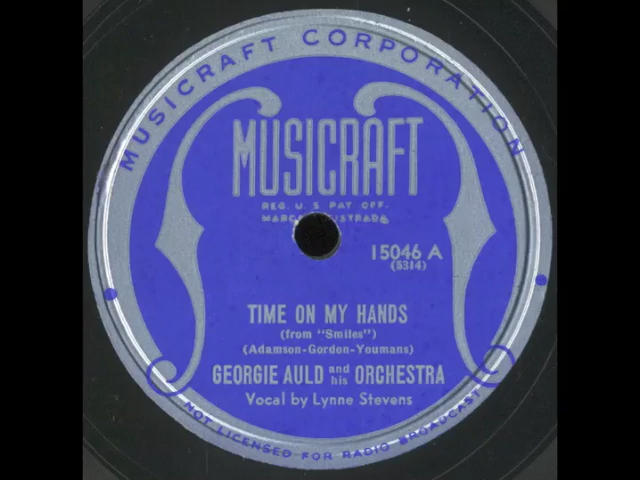 MUSICRAFT CORPORATION
MUSICRAFT
REG. U. S. PAT. OFF.
15046 A
(5314)
TIME ON MY HANDS
(from "Smiles")
(Adamson-Gordon-Youmans)
GEORGIE AULD and his ORCHESTRA
Vocal by Lynne Stevens
NOT LICENSED FOR RADIO BROADCAST